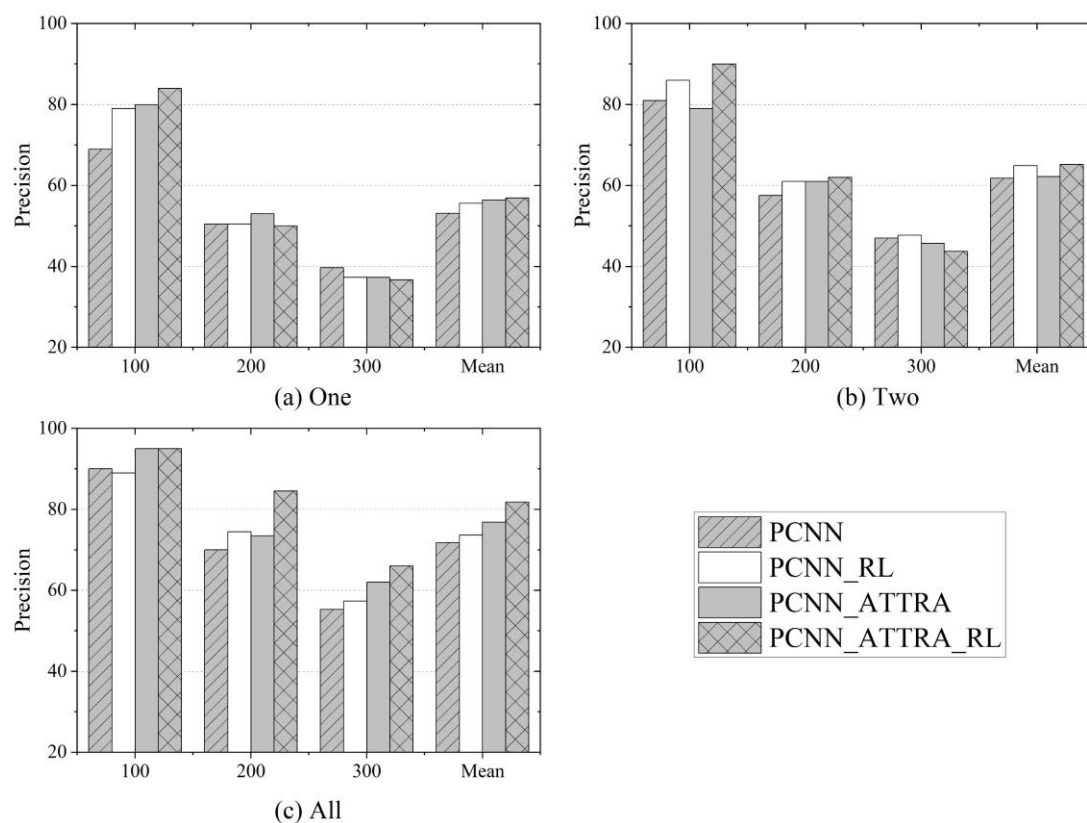 100
80
60
40
20
Precision
100
200
300
Mean
(a) One
100
80
60
40
20
Precision
100
200
300
Mean
(b) Two
100
80
60
40
20
Precision
100
200
300
Mean
(c) All
PCNN
PCNN_RL
PCNN_ATTRA
PCNN_ATTRA_RL